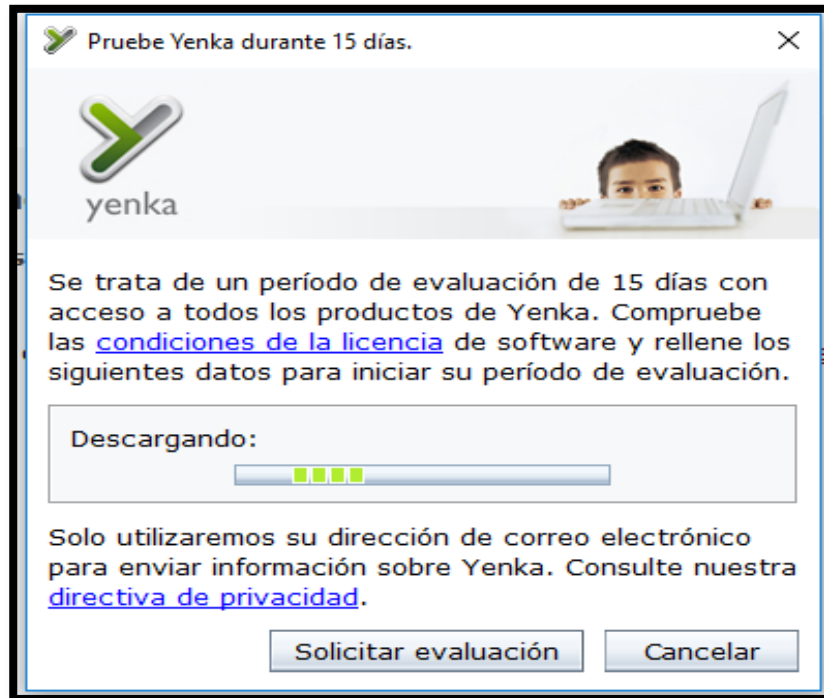 Pruebe Yenka durante 15 días.
yenka
Se trata de un período de evaluación de 15 días con
acceso a todos los productos de Yenka. Compruebe
las condiciones de la licencia de software y rellene los
siguientes datos para iniciar su período de evaluación.
Descargando:
Solo utilizaremos su dirección de correo electrónico
para enviar información sobre Yenka. Consulte nuestra
directiva de privacidad.
Solicitar evaluación
Cancelar